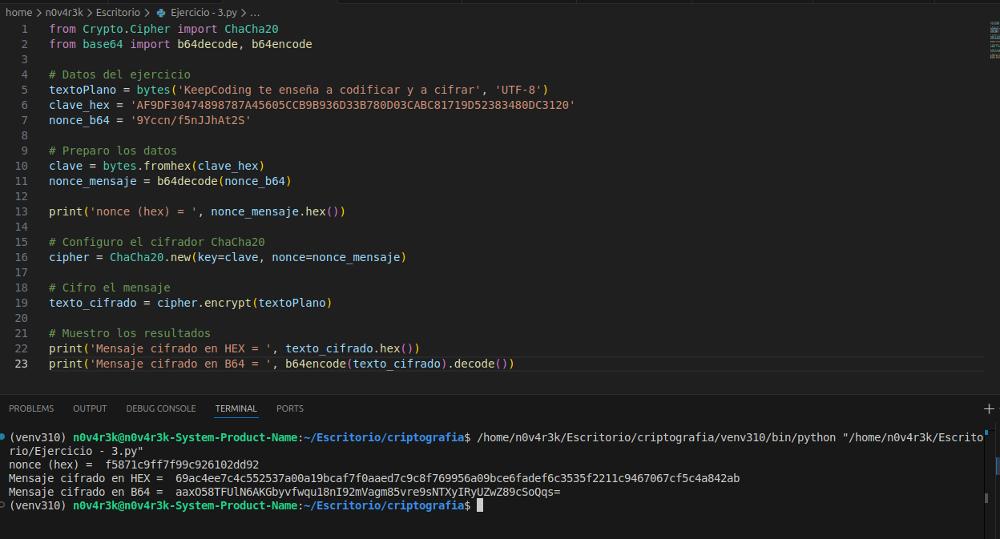 home > n0v4r3k > Escritorio > Ejercicio - 3.py > ...
1 from Crypto.Cipher import ChaCha20
2 from base64 import b64decode, b64encode
3
4 # Datos del ejercicio
5 textoPlano = bytes('KeepCoding te enseña a codificar y a cifrar', 'UTF-8')
6 clave_hex = 'AF9DF30474898787A45605CCB9B936D33B780D03CABC81719D52383480DC3120'
7 nonce_b64 = '9Yccn/f5nJJhAt2S'
8
9 # Preparo los datos
10 clave = bytes.fromhex(clave_hex)
11 nonce_mensaje = b64decode(nonce_b64)
12
13 print('nonce (hex) = ', nonce_mensaje.hex())
14
15 # Configuro el cifrador ChaCha20
16 cipher = ChaCha20.new(key=clave, nonce=nonce_mensaje)
17
18 # Cifro el mensaje
19 texto_cifrado = cipher.encrypt(textoPlano)
20
21 # Muestro los resultados
22 print('Mensaje cifrado en HEX = ', texto_cifrado.hex())
23 print('Mensaje cifrado en B64 = ', b64encode(texto_cifrado).decode())
PROBLEMS OUTPUT DEBUG CONSOLE TERMINAL PORTS
(venv310) n0v4r3k@n0v4r3k-System-Product-Name:~/Escritorio/criptografia$ /home/n0v4r3k/Escritorio/criptografia/venv310/bin/python "/home/n0v4r3k/Escrito
rio/Ejercicio - 3.py"
nonce (hex) =  f5871c9ff7f99c926102dd92
Mensaje cifrado en HEX =  69ac4ee7c4c552537a00a19bcaf7f0aaed7c9c8f769956a09bce6fadef6c3535f2211c9467067cf5c4a842ab
Mensaje cifrado en B64 =  aaxO58TFUlN6AKGbyvfwqu18nI92mVagm85vre9sNTXyIRyUZwZ89cSoQqs=
(venv310) n0v4r3k@n0v4r3k-System-Product-Name:~/Escritorio/criptografia$